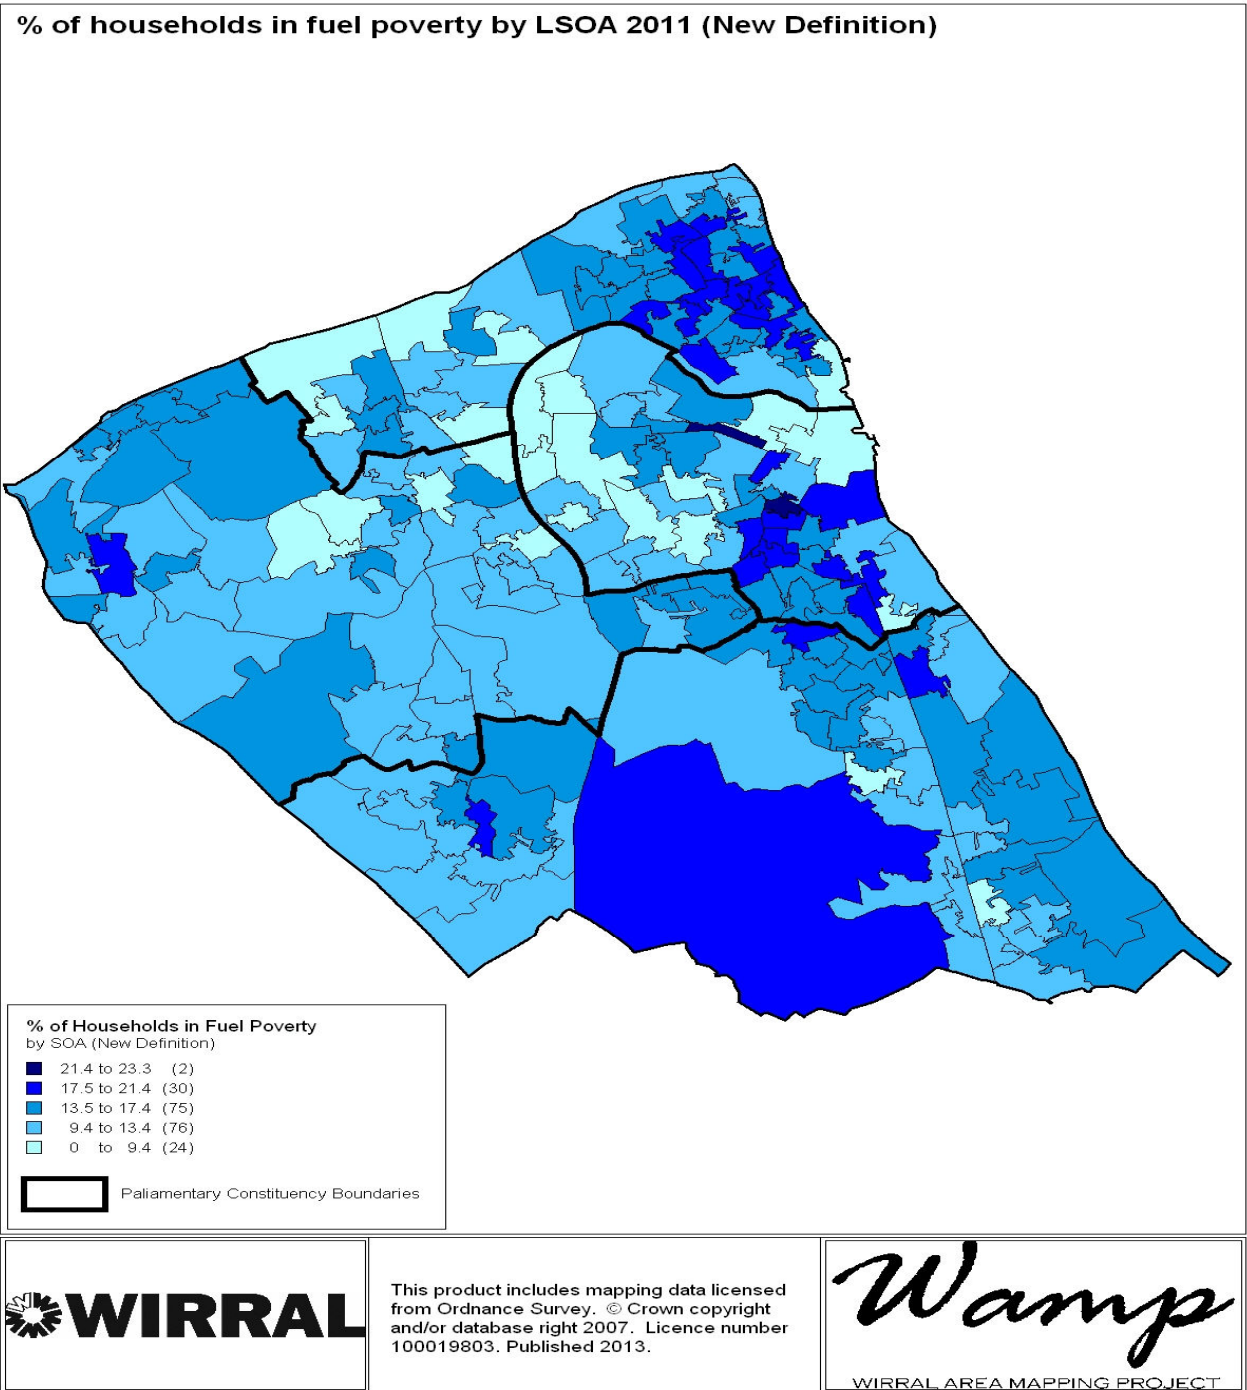 % of households in fuel poverty by LSOA 2011 (New Definition)
% of Households in Fuel Poverty
by SOA (New Definition)
21.4 to 23.3 (2)
17.5 to 21.4 (30)
13.5 to 17.4 (75)
9.4 to 13.4 (76)
0 to 9.4 (24)
Paliamentary Constituency Boundaries
WIRRAL
This product includes mapping data licensed
from Ordnance Survey. © Crown copyright
and/or database right 2007. Licence number
100019803. Published 2013.
Wamp
WIRRAL AREA MAPPING PROJECT